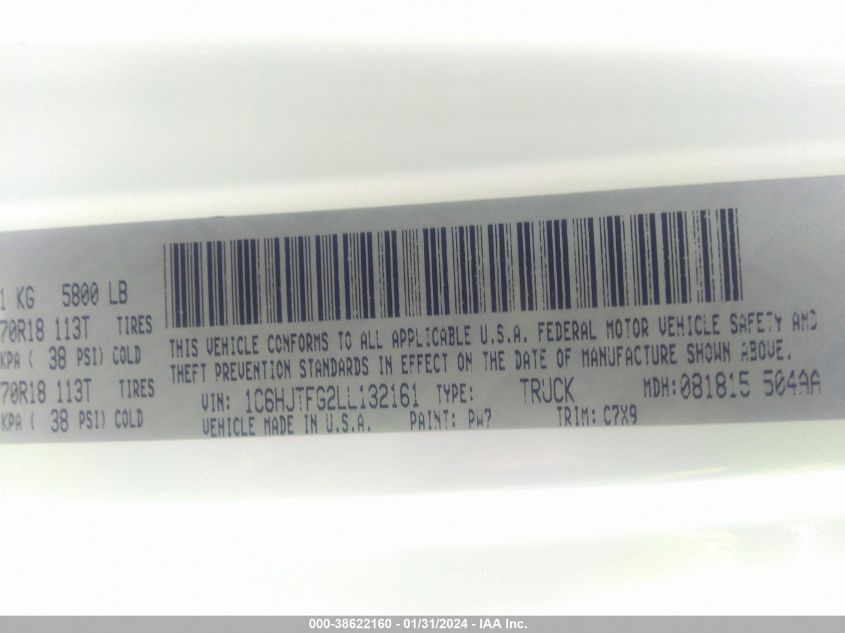 1 KG 5800 LB
70R18 113T TIRES
KPA ( 38 PSI) COLD
70R18 113T TIRES
KPA ( 38 PSI) COLD
THIS VEHICLE CONFORMS TO ALL APPLICABLE U.S.A. FEDERAL MOTOR VEHICLE SAFETY AND
THEFT PREVENTION STANDARDS IN EFFECT ON THE DATE OF MANUFACTURE SHOWN ABOVE.
VIN: 1C6HJTFG2LL132161 TYPE: TRUCK MDH:081815 504AA
VEHICLE MADE IN U.S.A. PAINT: PW7 TRIM: C7X9
000-38622160 - 01/31/2024 - IAA Inc.